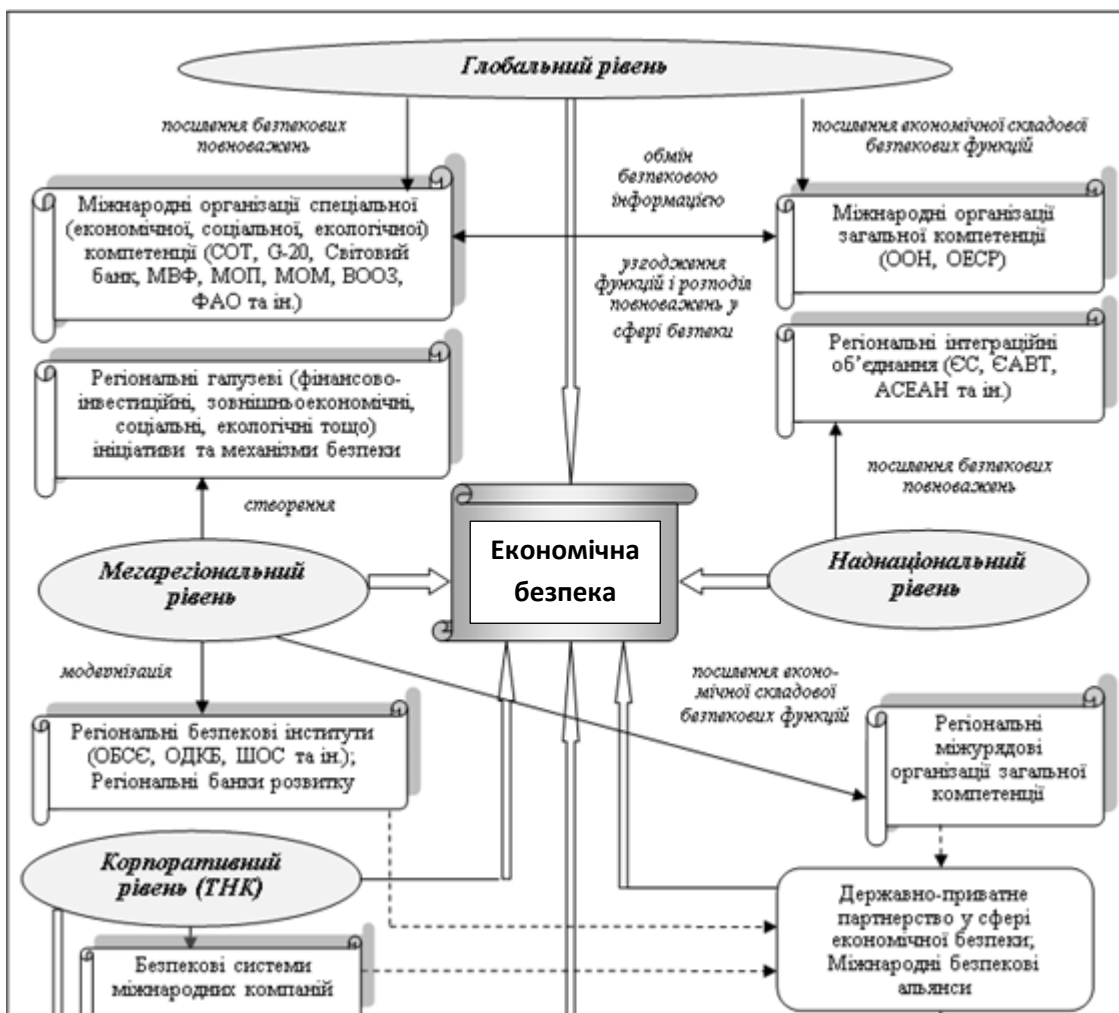 Глобальний рівень
посилення безпекових
повноважень
посилення економічної складової
безпекових функцій
обмін
безпековою
інформацією
Міжнародні організації спеціальної
(економічної, соціальної, екологічної)
компетенції (СОТ, G-20, Світовий
банк, МВФ, МОП, МОМ, ВООЗ,
ФАО та ін.)
Міжнародні організації
загальної компетенції
(ООН, ОЕСР)
узгодження
функцій і розподіл
повноважень у
сфері безпеки
Регіональні інтеграційні
об’єднання (ЄС, ЄАВТ,
АСЕАН та ін.)
Регіональні галузеві (фінансово-
інвестиційні, зовнішньоекономічні,
соціальні, екологічні тощо)
ініціативи та механізми безпеки
посилення безпекових
повноважень
створення
Економічна
безпека
Мегарегіональний
рівень
Наднаціональний
рівень
модернізація
посилення еконо-
мічної складової
безпекових функцій
Регіональні безпекові інститути
(ОБСЄ, ОДКБ, ШОС та ін.);
Регіональні банки розвитку
Регіональні
міжурядові
організації загальної
компетенції
Корпоративний
рівень (ТНК)
Державно-приватне
партнерство у сфері
економічної безпеки;
Міжнародні безпекові
альянси
Безпекові системи
міжнародних компаній